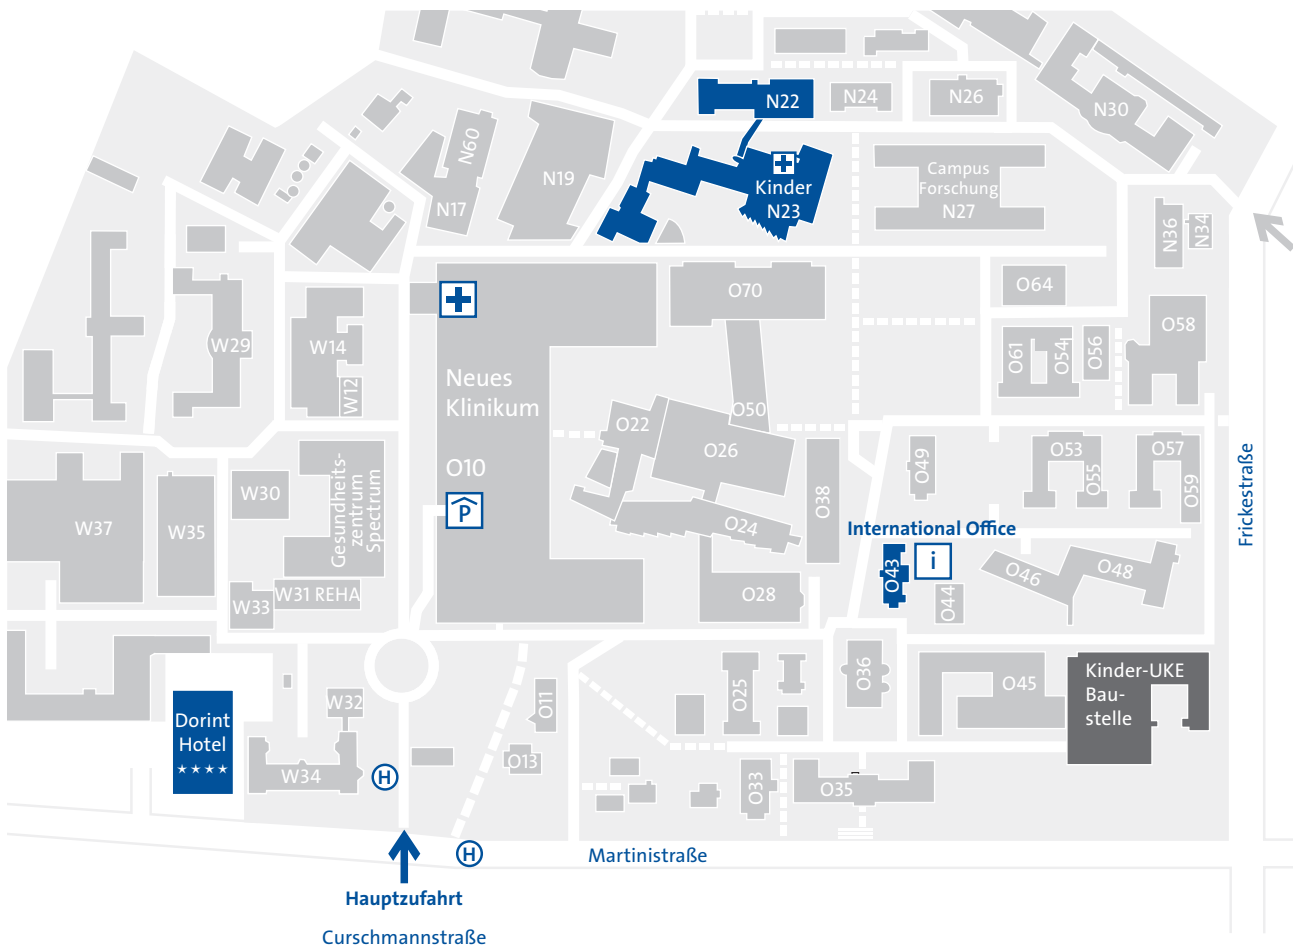 N22
N24
N26
N30
N60
N19
N17
Kinder
N23
Campus
Forschung
N27
N36
N34
O70
O64
O58
W29
W14
W12
O61
O54
O56
Neues
Klinikum
O10
O50
O22
O26
O24
O38
O28
O49
O53
O55
O57
O59
W37
W35
W30
Gesundheits-
zentrum
Spectrum
W33
W31 REHA
P
International Office
i
O43
O44
O46
O48
Frickestraße
Dorint
Hotel
★★★★
W32
W34
H
O11
O13
O25
O36
O45
Kinder-UKE
Bau-
stelle
O33
O35
H
Martinistraße
Hauptzufahrt
Curschmannstraße